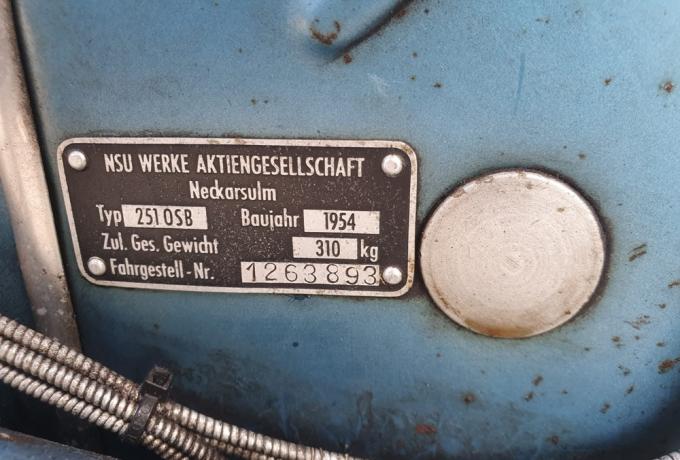 NSU WERKE AKTIENGESELLSCHAFT
Neckarsulm
Typ 251 OSB Baujahr 1954
Zul. Ges. Gewicht 310 kg
Fahrgestell-Nr. 1263893